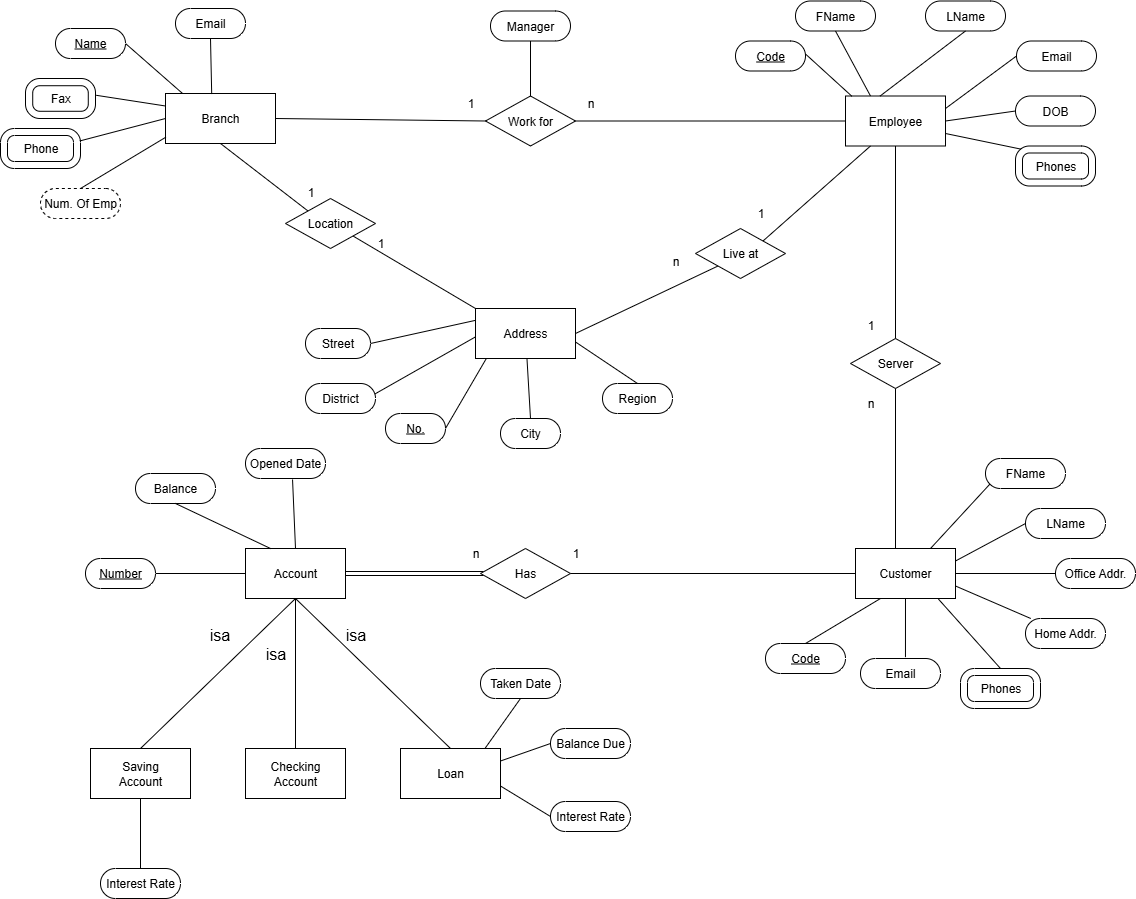 FName
LName
Email
Manager
Name
Code
Email
Fax
1
n
DOB
Branch
Work for
Employee
Phone
Phones
1
Num. Of Emp
1
Location
1
Live at
n
1
Address
Street
Server
District
Region
n
No.
City
Opened Date
FName
Balance
LName
n
1
Number
Account
Has
Customer
Office Addr.
isa
isa
isa
Home Addr.
Code
Email
Phones
Taken Date
Balance Due
Saving
Account
Checking
Account
Loan
Interest Rate
Interest Rate